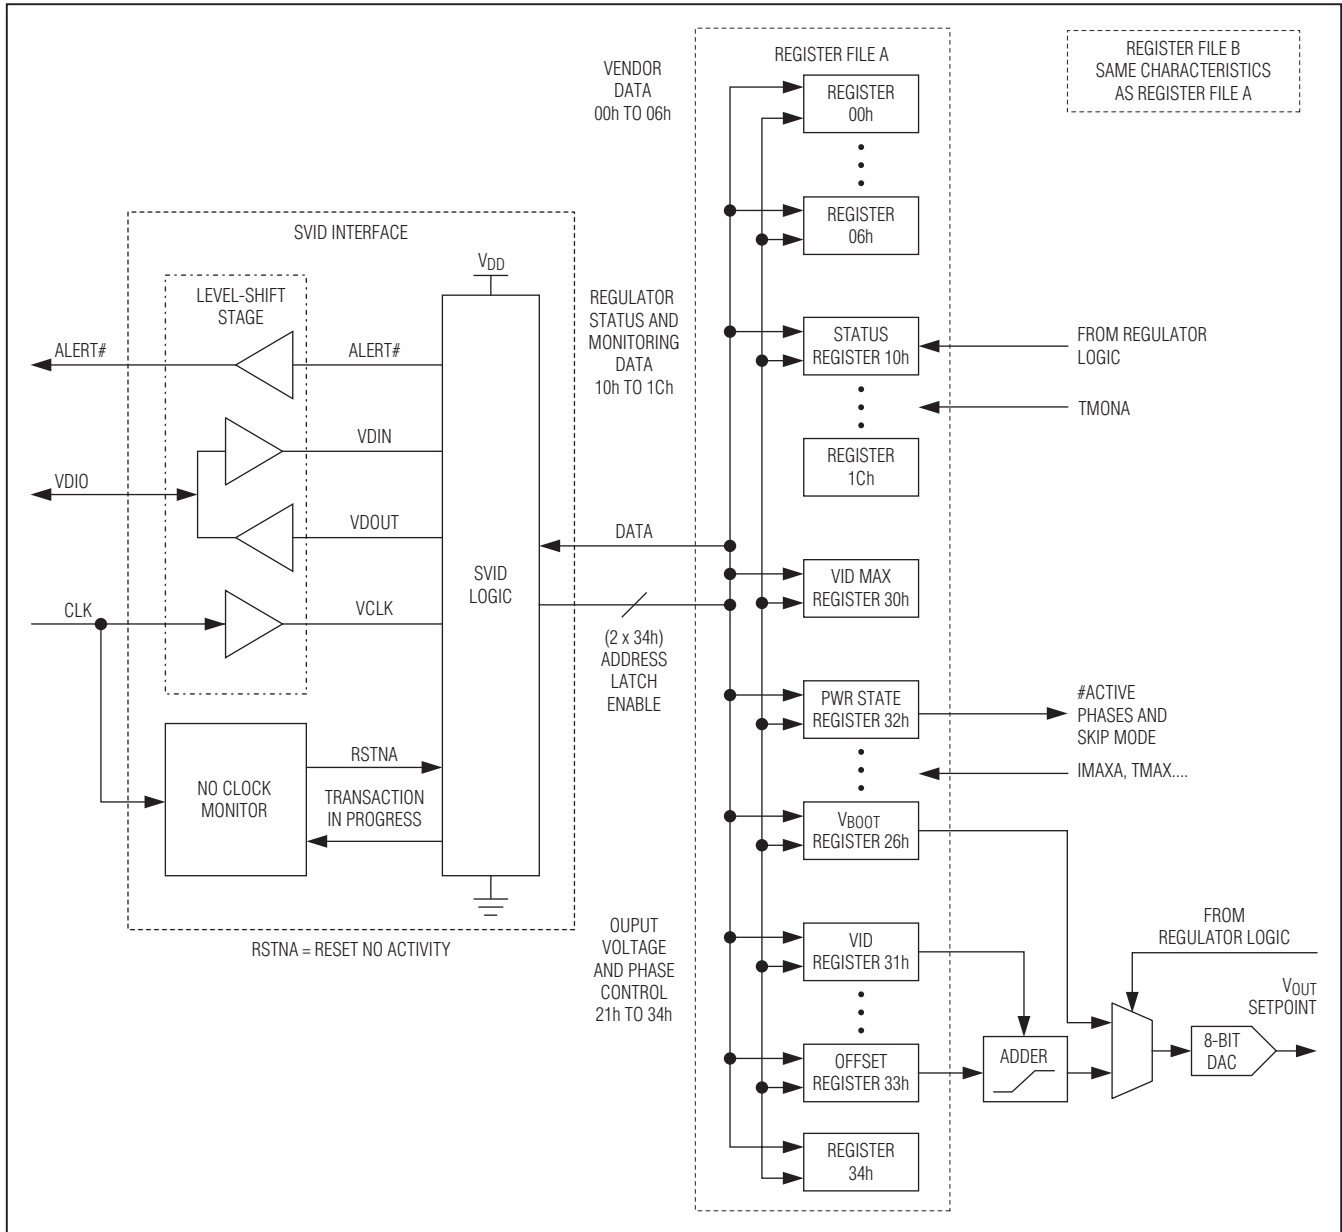 VENDOR
DATA
00h TO 06h
REGISTER FILE A
REGISTER
00h
REGISTER
06h
REGISTER FILE B
SAME CHARACTERISTICS
AS REGISTER FILE A
SVID INTERFACE
LEVEL-SHIFT
STAGE
VDD
ALERT#
ALERT#
VDIN
VDIO
VDOUT
CLK
VCLK
SVID
LOGIC
NO CLOCK
MONITOR
RSTNA
TRANSACTION
IN PROGRESS
RSTNA = RESET NO ACTIVITY
REGULATOR
STATUS AND
MONITORING
DATA
10h TO 1Ch
STATUS
REGISTER 10h
FROM REGULATOR
LOGIC
TMONA
REGISTER
1Ch
DATA
(2 x 34h)
ADDRESS
LATCH
ENABLE
VID MAX
REGISTER 30h
PWR STATE
REGISTER 32h
#ACTIVE
PHASES AND
SKIP MODE
IMAXA, TMAX....
VBOOT
REGISTER 26h
OUPUT
VOLTAGE
AND PHASE
CONTROL
21h TO 34h
VID
REGISTER 31h
OFFSET
REGISTER 33h
REGISTER
34h
ADDER
FROM
REGULATOR LOGIC
VOUT
SETPOINT
8-BIT
DAC